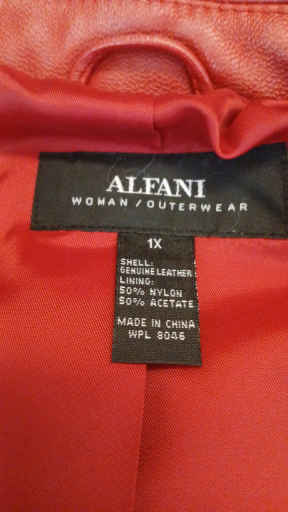 ALFANI
WOMAN / OUTERWEAR
1X
SHELL:
GENUINE LEATHER
LINING:
50% NYLON
50% ACETATE
MADE IN CHINA
WPL 8046